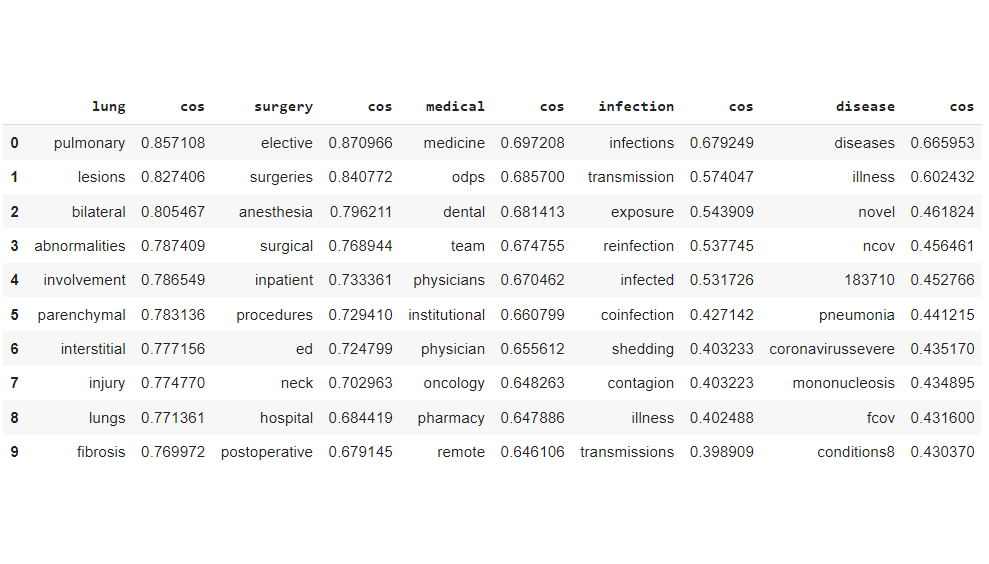 lung cos surgery cos medical cos infection cos disease cos
0 pulmonary 0.857108 elective 0.870966 medicine 0.697208 infections 0.679249 diseases 0.665953
1 lesions 0.827406 surgeries 0.840772 odps 0.685700 transmission 0.574047 illness 0.602432
2 bilateral 0.805467 anesthesia 0.796211 dental 0.681413 exposure 0.543909 novel 0.461824
3 abnormalities 0.787409 surgical 0.768944 team 0.674755 reinfection 0.537745 ncov 0.456461
4 involvement 0.786549 inpatient 0.733361 physicians 0.670462 infected 0.531726 183710 0.452766
5 parenchymal 0.783136 procedures 0.729410 institutional 0.660799 coinfection 0.427142 pneumonia 0.441215
6 interstitial 0.777156 ed 0.724799 physician 0.655612 shedding 0.403233 coronavirussevere 0.435170
7 injury 0.774770 neck 0.702963 oncology 0.648263 contagion 0.403223 mononucleosis 0.434895
8 lungs 0.771361 hospital 0.684419 pharmacy 0.647886 illness 0.402488 fcov 0.431600
9 fibrosis 0.769972 postoperative 0.679145 remote 0.646106 transmissions 0.398909 conditions8 0.430370